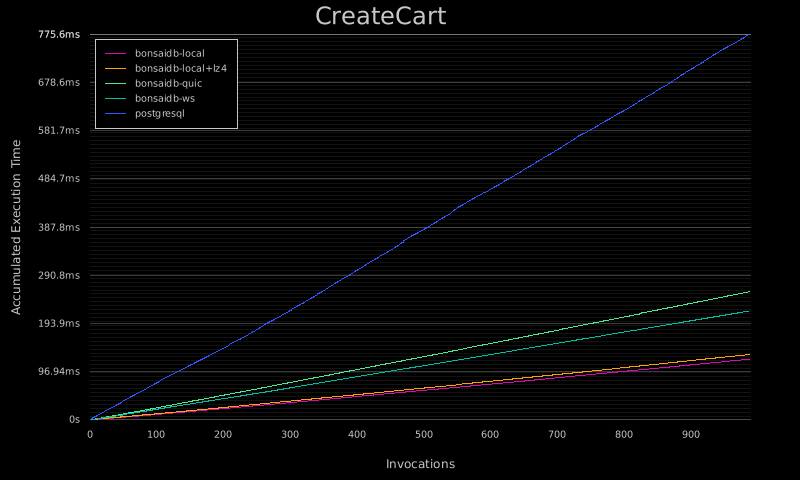 CreateCart
775.6ms
678.6ms
581.7ms
484.7ms
387.8ms
290.8ms
193.9ms
96.94ms
0s
Accumulated Execution Time
bonsaidb-local
bonsaidb-local+lz4
bonsaidb-quic
bonsaidb-ws
postgresql
0 100 200 300 400 500 600 700 800 900
Invocations